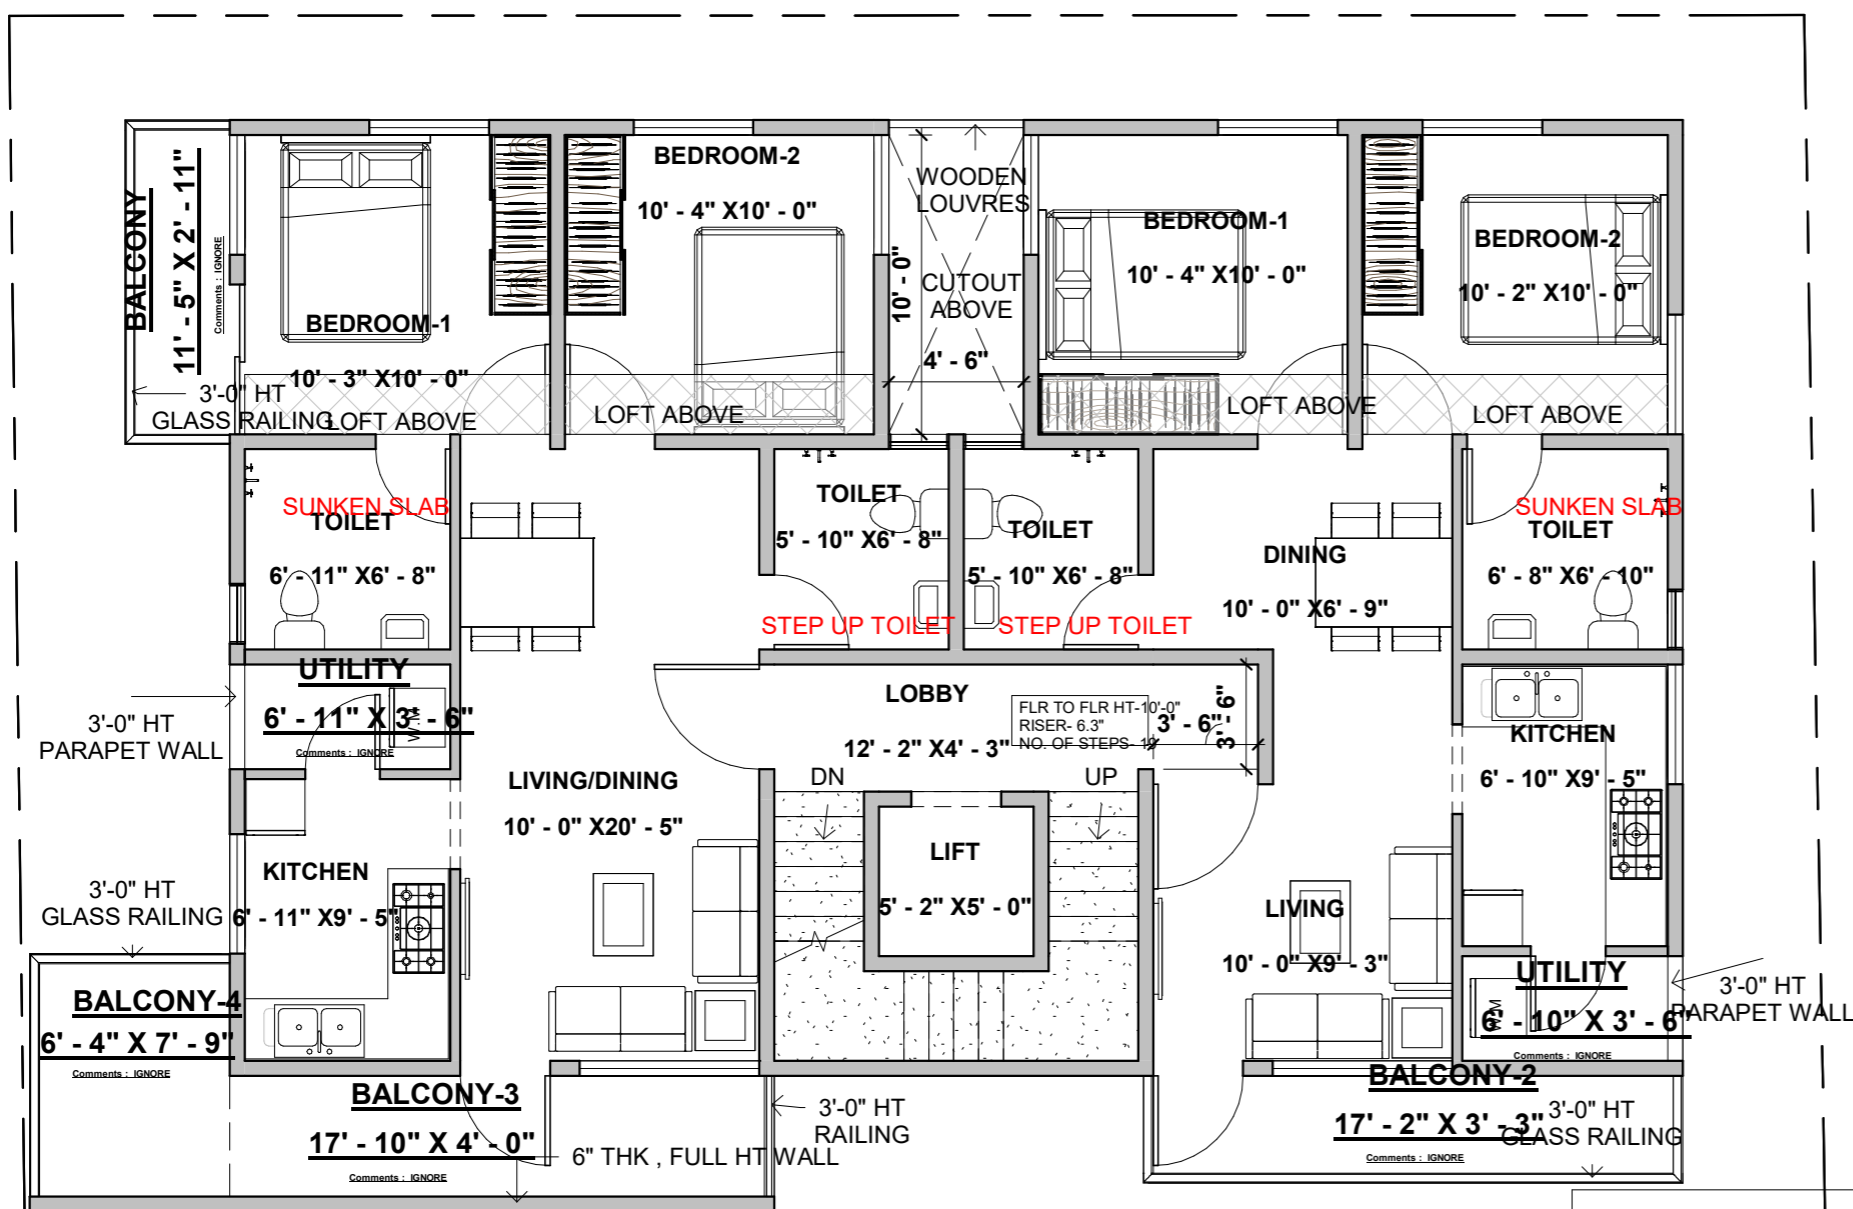 BALCONY
11' - 5" X 2' - 11"
Comments : IGNORE
3'-0" HT
GLASS RAILING
BEDROOM-1
10' - 3" X10' - 0"
LOFT ABOVE
BEDROOM-2
10' - 4" X10' - 0"
LOFT ABOVE
WOODEN
LOUVRES
10' - 0"
CUTOUT
ABOVE
4' - 6"
BEDROOM-1
10' - 4" X10' - 0"
LOFT ABOVE
BEDROOM-2
10' - 2" X10' - 0"
LOFT ABOVE
SUNKEN SLAB
TOILET
6' - 11" X6' - 8"
TOILET
5' - 10" X6' - 8"
STEP UP TOILET
TOILET
5' - 10" X6' - 8"
STEP UP TOILET
DINING
10' - 0" X6' - 9"
SUNKEN SLAB
TOILET
6' - 8" X6' - 10"
UTILITY
6' - 11" X 3' - 6"
Comments : IGNORE
W.M
3'-0" HT
PARAPET WALL
LOBBY
12' - 2" X4' - 3"
FLR TO FLR HT-10'-0"
RISER- 6.3"
NO. OF STEPS-
3' - 6"
3' - 6"
KITCHEN
6' - 10" X9' - 5"
LIVING/DINING
10' - 0" X20' - 5"
DN
UP
LIFT
5' - 2" X5' - 0"
KITCHEN
6' - 11" X9' - 5"
3'-0" HT
GLASS RAILING
LIVING
10' - 0" X9' - 3"
UTILITY
6' - 10" X 3' - 6"
Comments : IGNORE
W.M
3'-0" HT
PARAPET WALL
BALCONY-4
6' - 4" X 7' - 9"
Comments : IGNORE
BALCONY-3
17' - 10" X 4' - 0"
Comments : IGNORE
3'-0" HT
RAILING
6" THK , FULL HT WALL
BALCONY-2
17' - 2" X 3' - 3"
Comments : IGNORE
3'-0" HT
GLASS RAILING